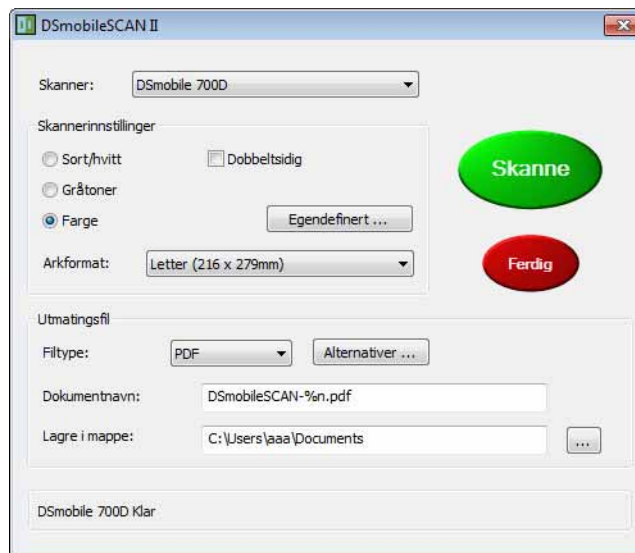 DSmobileSCAN II
Skanner: DSmobile 700D
Skannerinnstillinger
Sort/hvitt Dobbeltsidig
Gråtoner
Farge Egendefinert ...
Arkformat: Letter (216 x 279mm)
Skanne
Ferdig
Utmatingsfil
Filtype: PDF Alternativer ...
Dokumentnavn: DSmobileSCAN-%n.pdf
Lagre i mappe: C:\Users\aaa\Documents ...
DSmobile 700D Klar